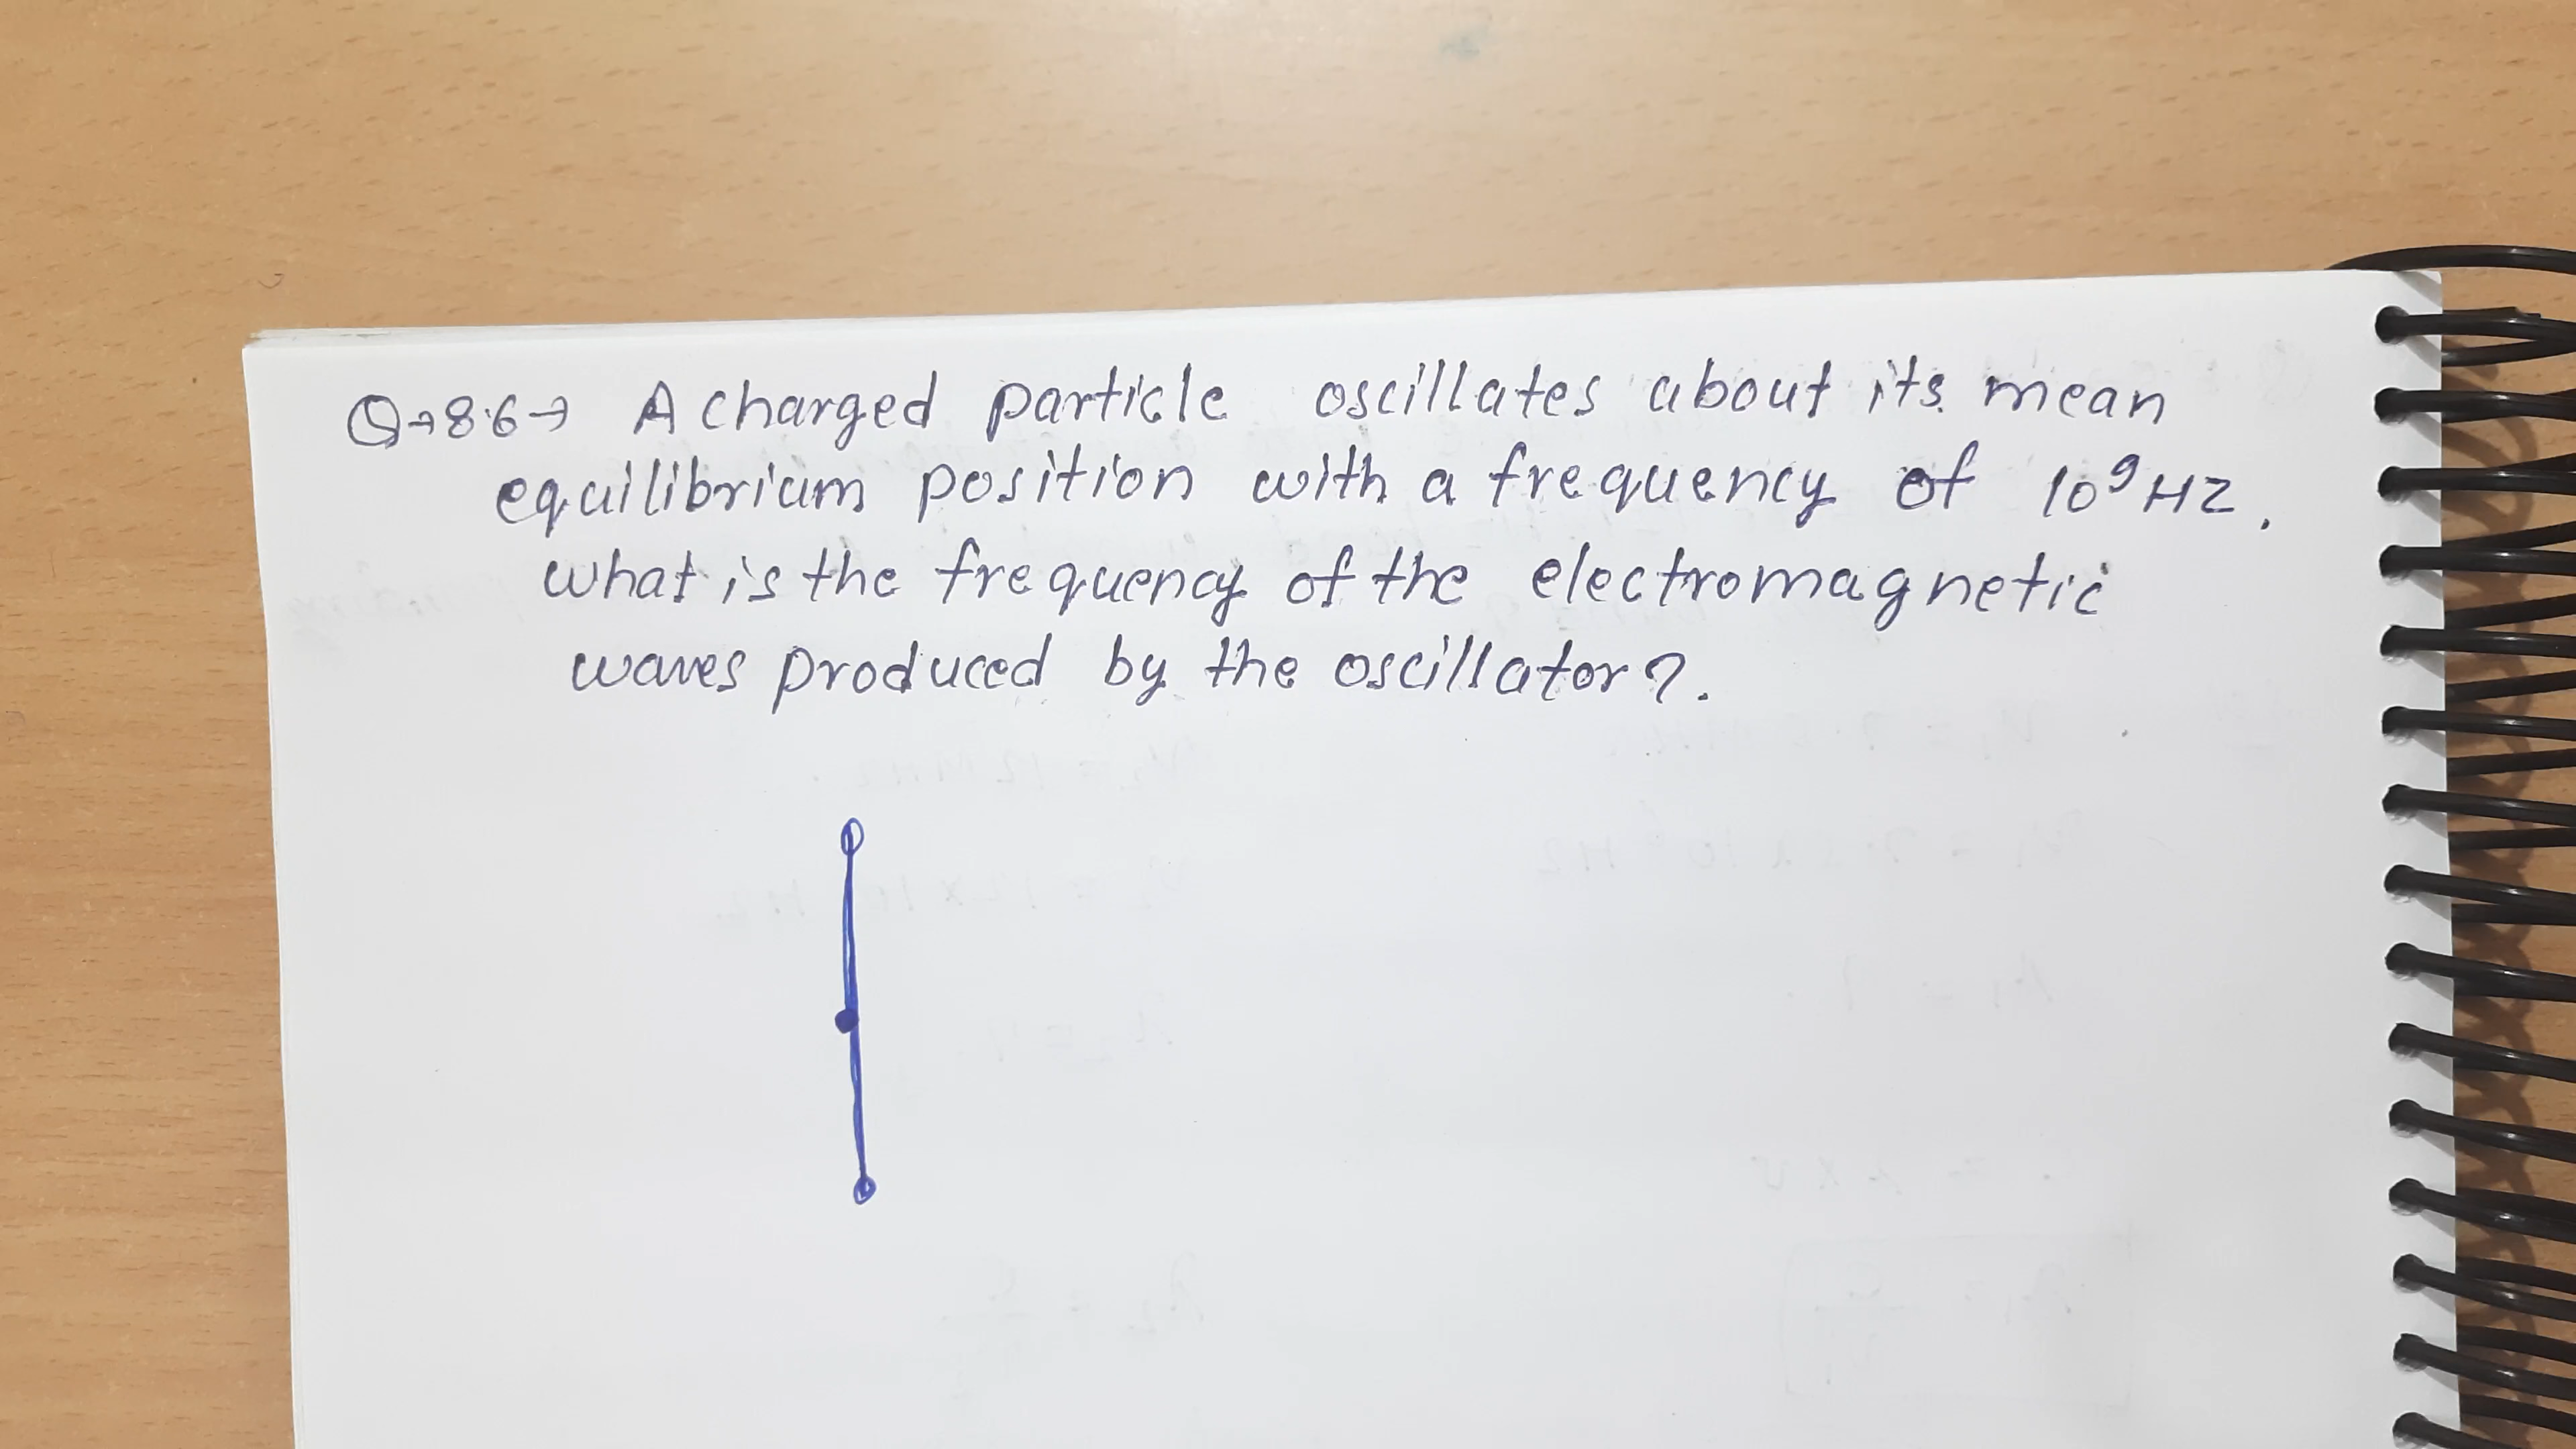 Q→8.6→ A charged particle oscillates about its mean
equilibrium position with a frequency of 10⁹ HZ.
what is the frequency of the electromagnetic
waves produced by the oscillator?.